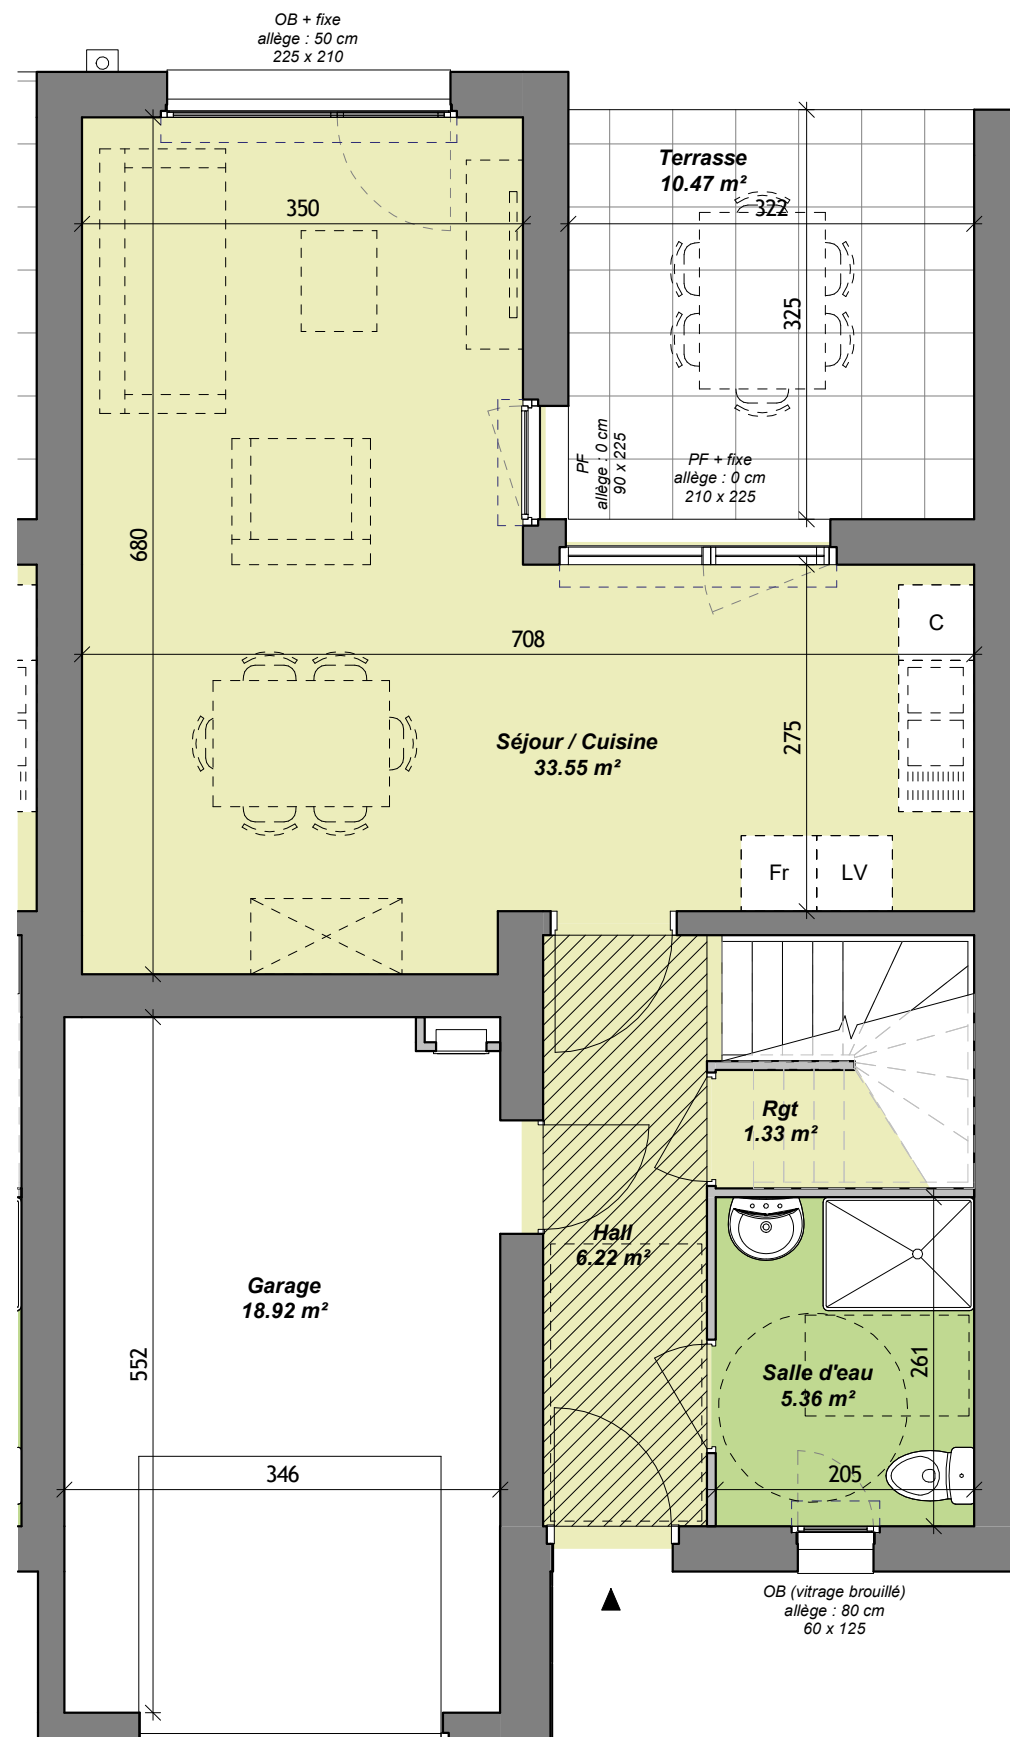 OB + fixe
allège : 50 cm
225 x 210
Terrasse
10.47 m²
350
322
325
PF
allège : 0 cm
90 x 225
PF + fixe
allège : 0 cm
210 x 225
680
C
708
Séjour / Cuisine
33.55 m²
275
Fr
LV
Rgt
1.33 m²
Hall
6.22 m²
Garage
18.92 m²
552
261
Salle d'eau
5.36 m²
346
205
OB (vitrage brouillé)
allège : 80 cm
60 x 125